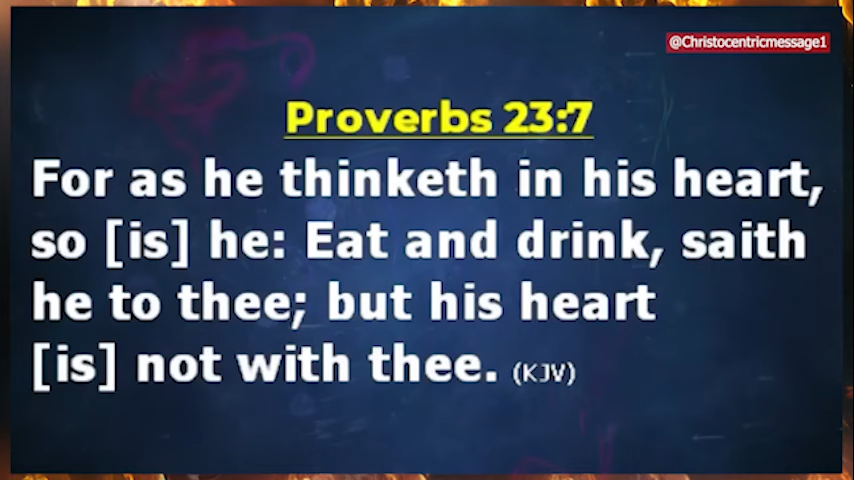 @Christocentricmessage1
Proverbs 23:7
For as he thinketh in his heart,
so [is] he: Eat and drink, saith
he to thee; but his heart
[is] not with thee. (KJV)